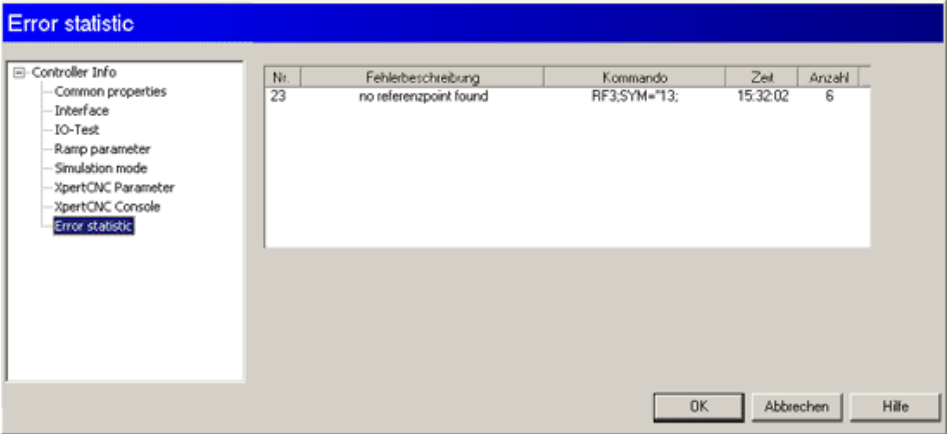 Error statistic
Controller Info
Common properties
Interface
IO-Test
Ramp parameter
Simulation mode
XpertCNC Parameter
XpertCNC Console
Error statistic
Nr. Fehlerbeschreibung Kommando Zeit Anzahl
23 no referenzpoint found RF3;SYM="13; 15:32:02 6
OK Abbrechen Hilfe